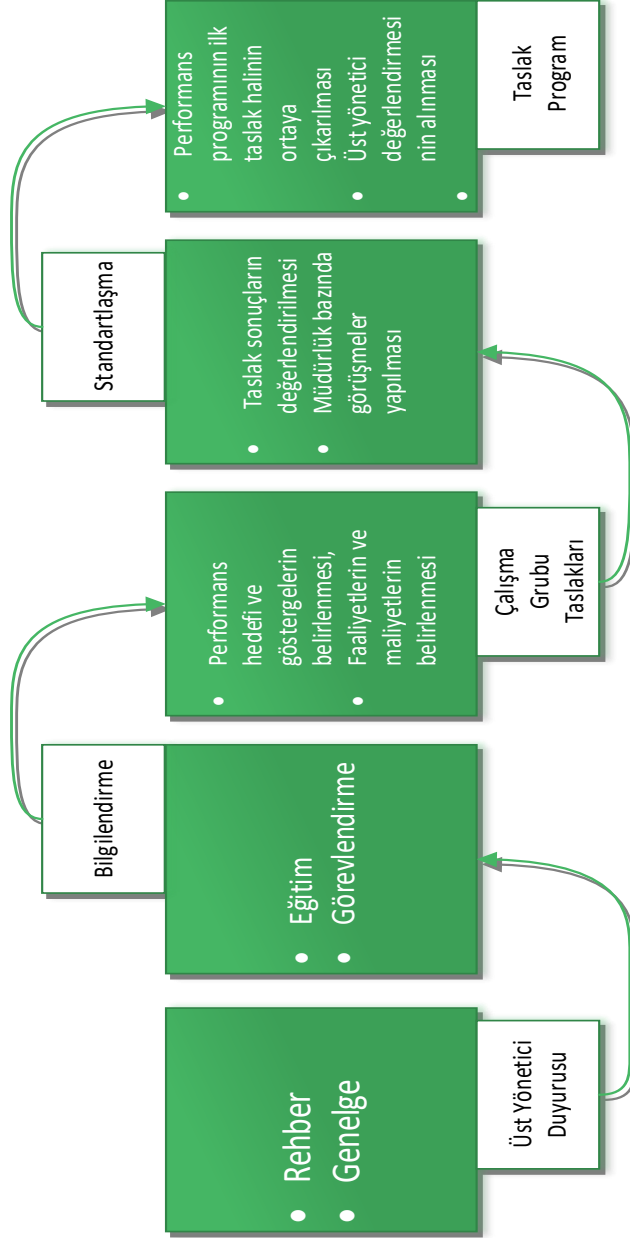 • Rehber
• Genelge
Üst Yönetici
Duyurusu
Bilgilendirme
• Eğitim
• Görevlendirme
• Performans
hedefi ve
göstergelerin
belirlenmesi,
• Faaliyetlerin ve
maliyetlerin
belirlenmesi
Çalışma
Grubu
Taslakları
Standartlaşma
• Taslak sonuçların
değerlendirilmesi
• Müdürlük bazında
görüşmeler
yapılması
• Performans
programının ilk
taslak halinin
ortaya
çıkarılması
• Üst yönetici
değerlendirmesi
nin alınması
•
Taslak
Program